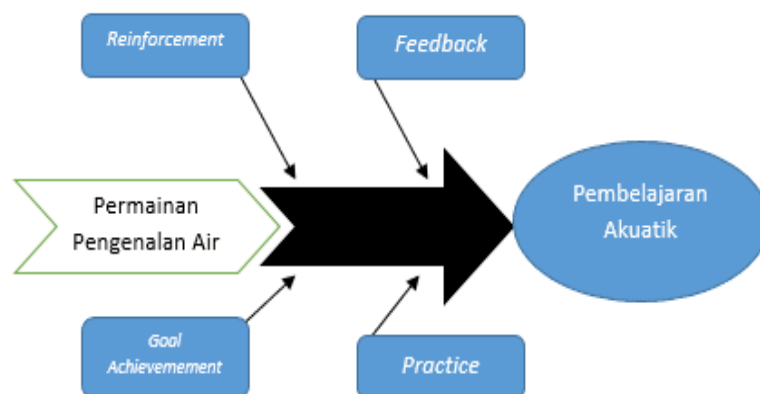 Reinforcement
Feedback
Permainan
Pengenalan Air
Pembelajaran
Akuatik
Goal
Achievemement
Practice